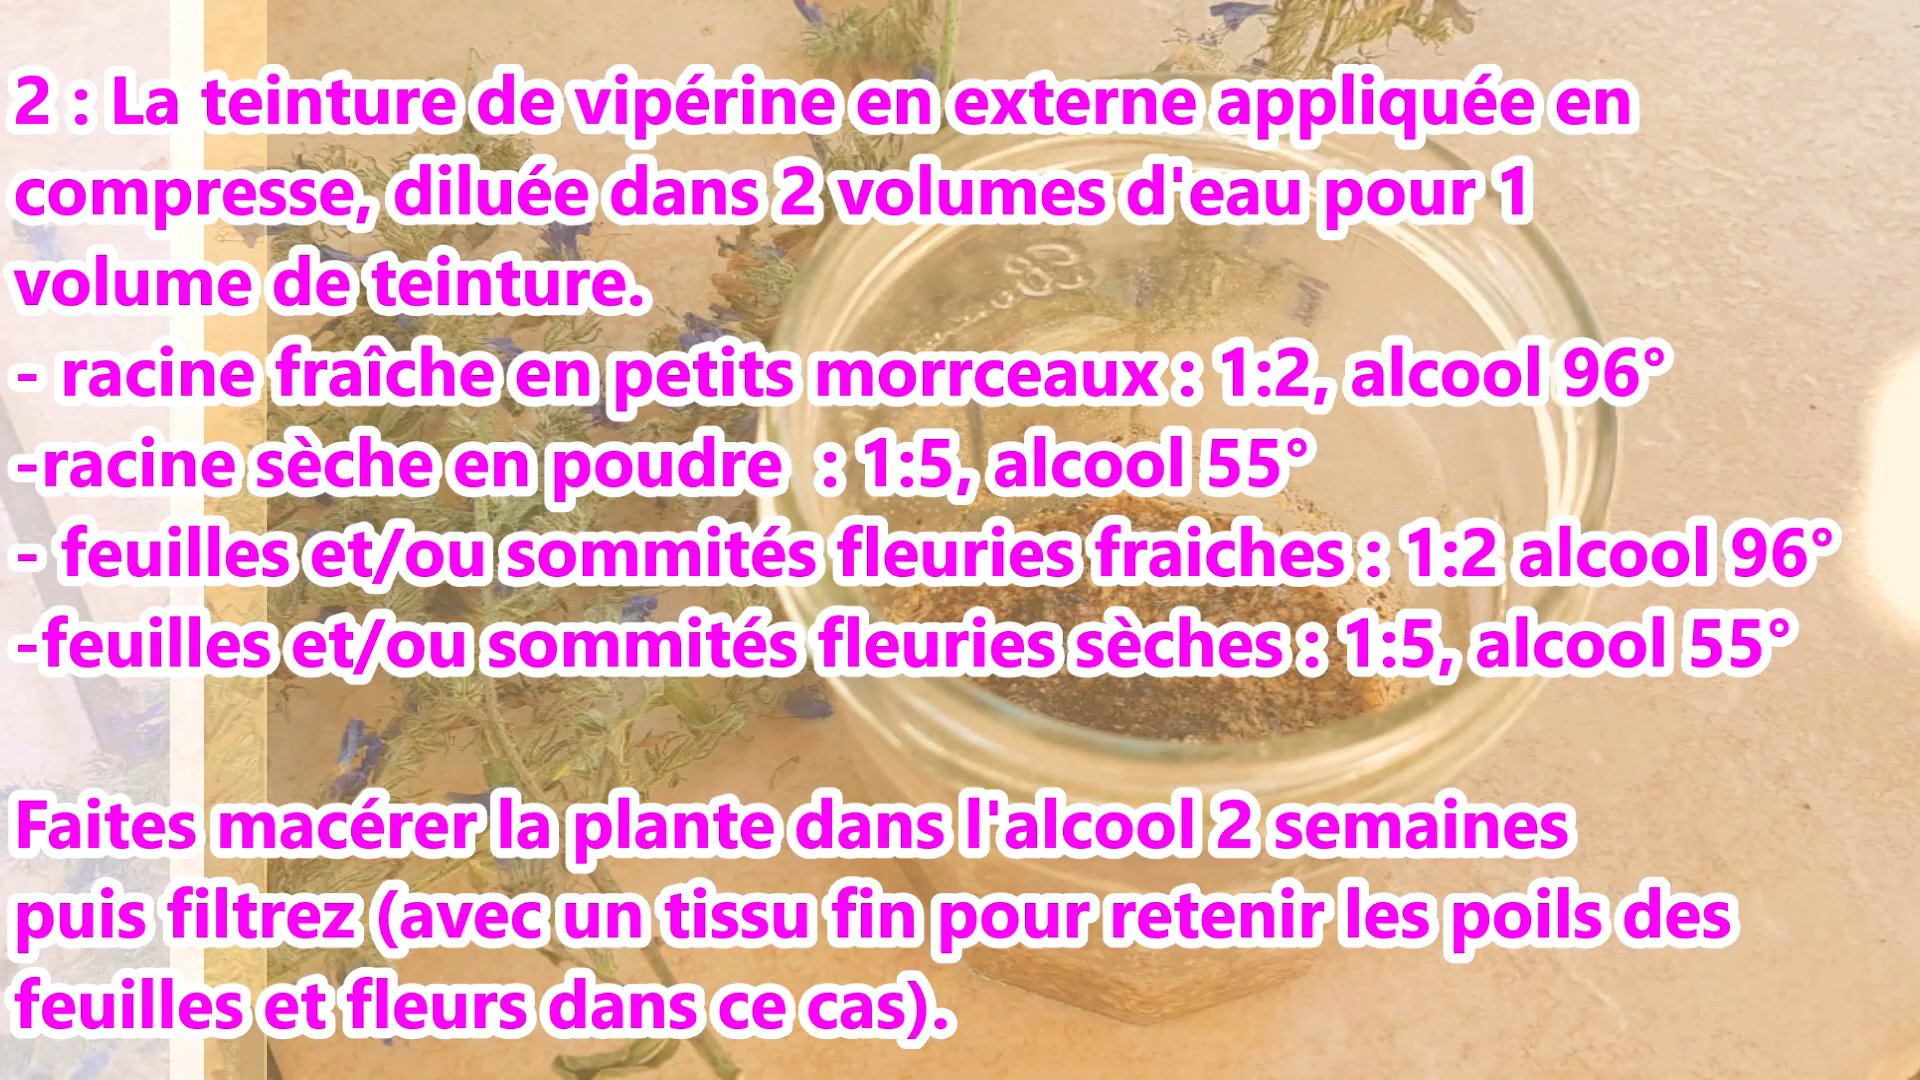 2 : La teinture de vipérine en externe appliquée en
compresse, diluée dans 2 volumes d'eau pour 1
volume de teinture.
- racine fraîche en petits morrceaux : 1:2, alcool 96°
-racine sèche en poudre  : 1:5, alcool 55°
- feuilles et/ou sommités fleuries fraiches : 1:2 alcool 96°
-feuilles et/ou sommités fleuries sèches : 1:5, alcool 55°
Faites macérer la plante dans l'alcool 2 semaines
puis filtrez (avec un tissu fin pour retenir les poils des
feuilles et fleurs dans ce cas).